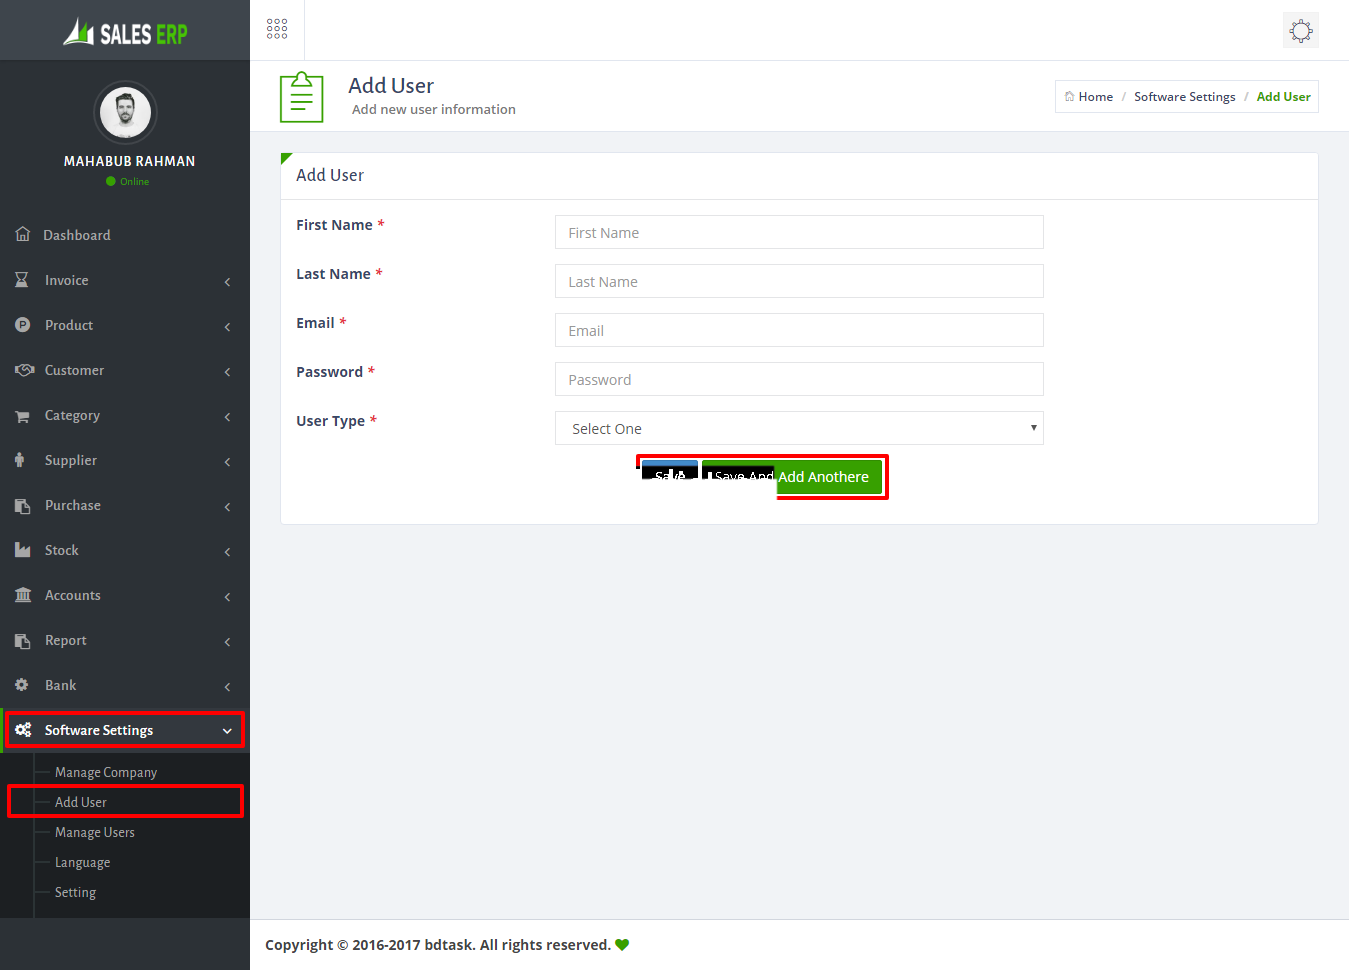 SALES ERP
MAHABUB RAHMAN
Online
Dashboard
Invoice
Product
Customer
Category
Supplier
Purchase
Stock
Accounts
Report
Bank
Software Settings
Manage Company
Add User
Manage Users
Language
Setting
Add User
Add new user information
Home / Software Settings / Add User
Add User
First Name *
First Name
Last Name *
Last Name
Email *
Email
Password *
Password
User Type *
Select One
Save
Save And Add Anothere
Copyright © 2016-2017 bdtask. All rights reserved.